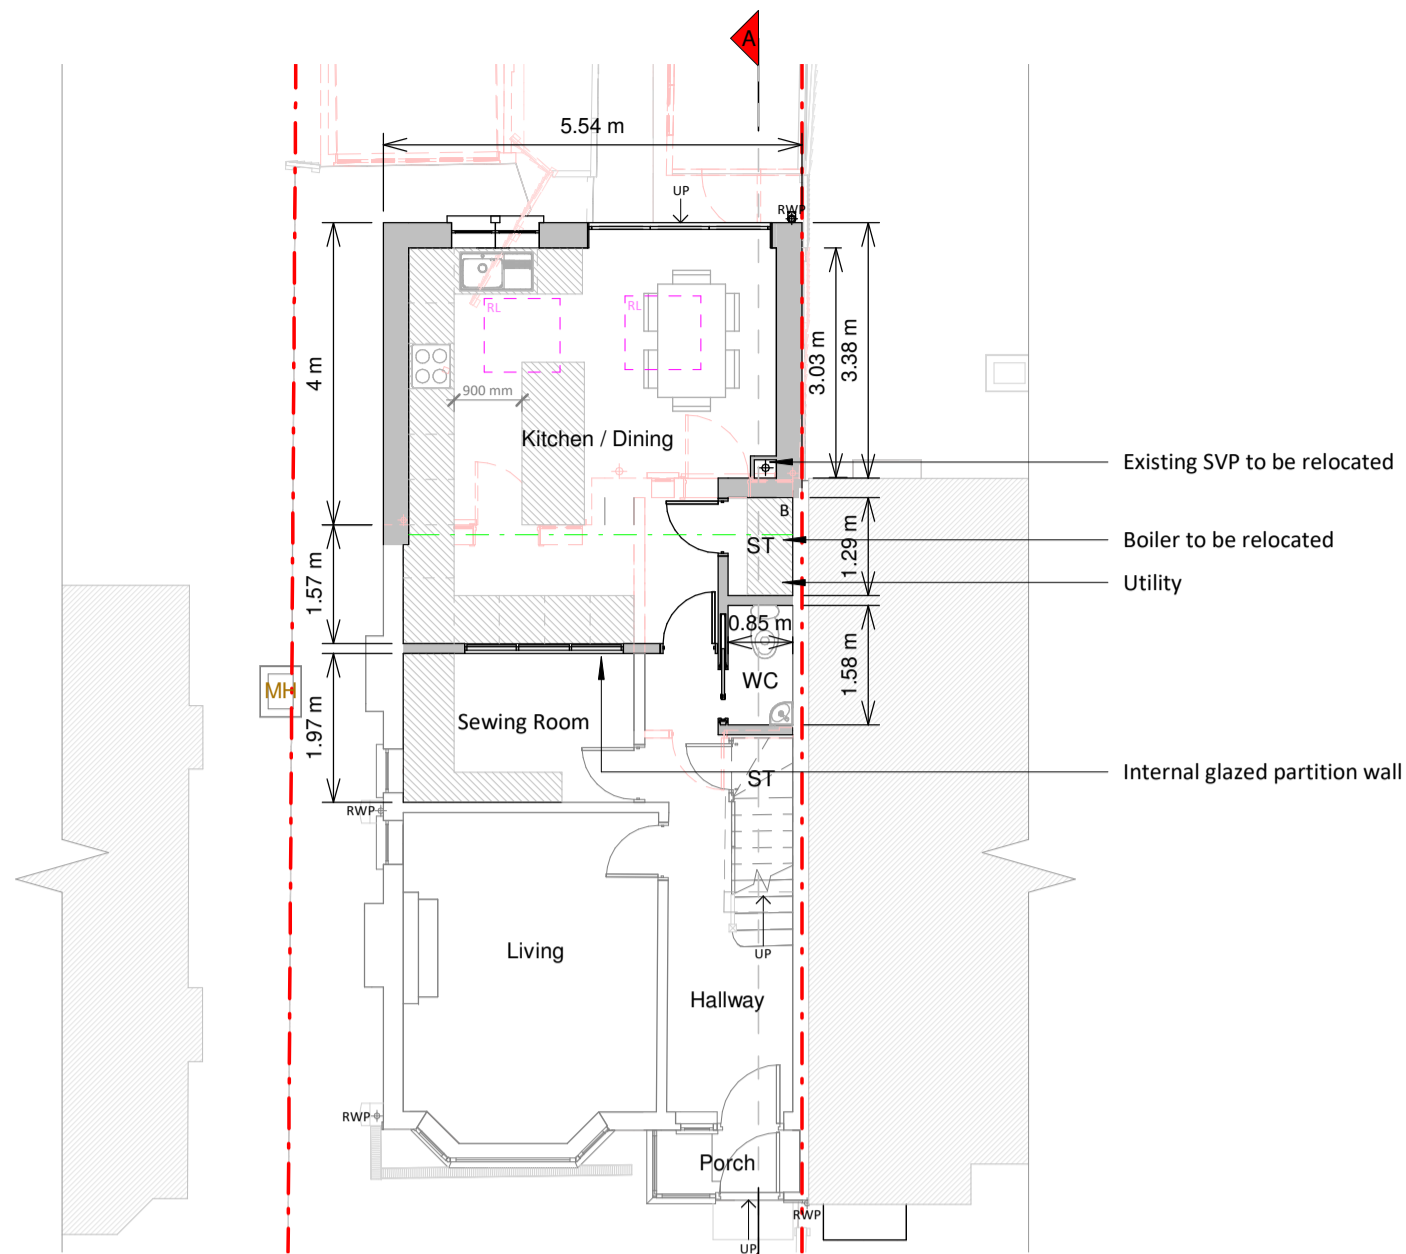 A
5.54 m
UP
RWP
RL
RL
4 m
900 mm
3.03 m
3.38 m
Kitchen / Dining
Existing SVP to be relocated
B
ST
1.29 m
Boiler to be relocated
Utility
1.57 m
0.85 m
1.58 m
WC
MH
Sewing Room
1.97 m
Internal glazed partition wall
ST
RWP
Living
UP
Hallway
RWP
Porch
RWP
UP